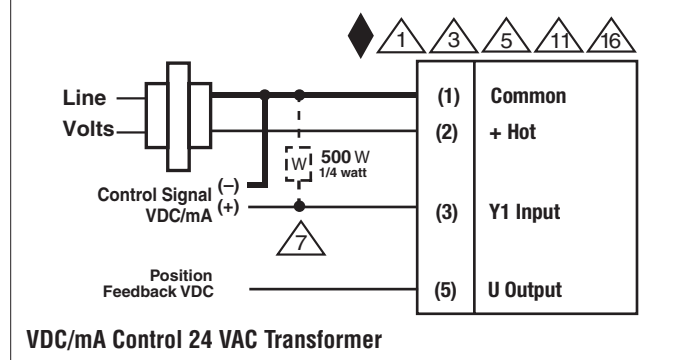 1 3 5 11 16
Line
Volts
(1) Common
(2) + Hot
W 500 W
1/4 watt
Control Signal (–)
VDC/mA (+)
(3) Y1 Input
7
Position
Feedback VDC
(5) U Output
VDC/mA Control 24 VAC Transformer